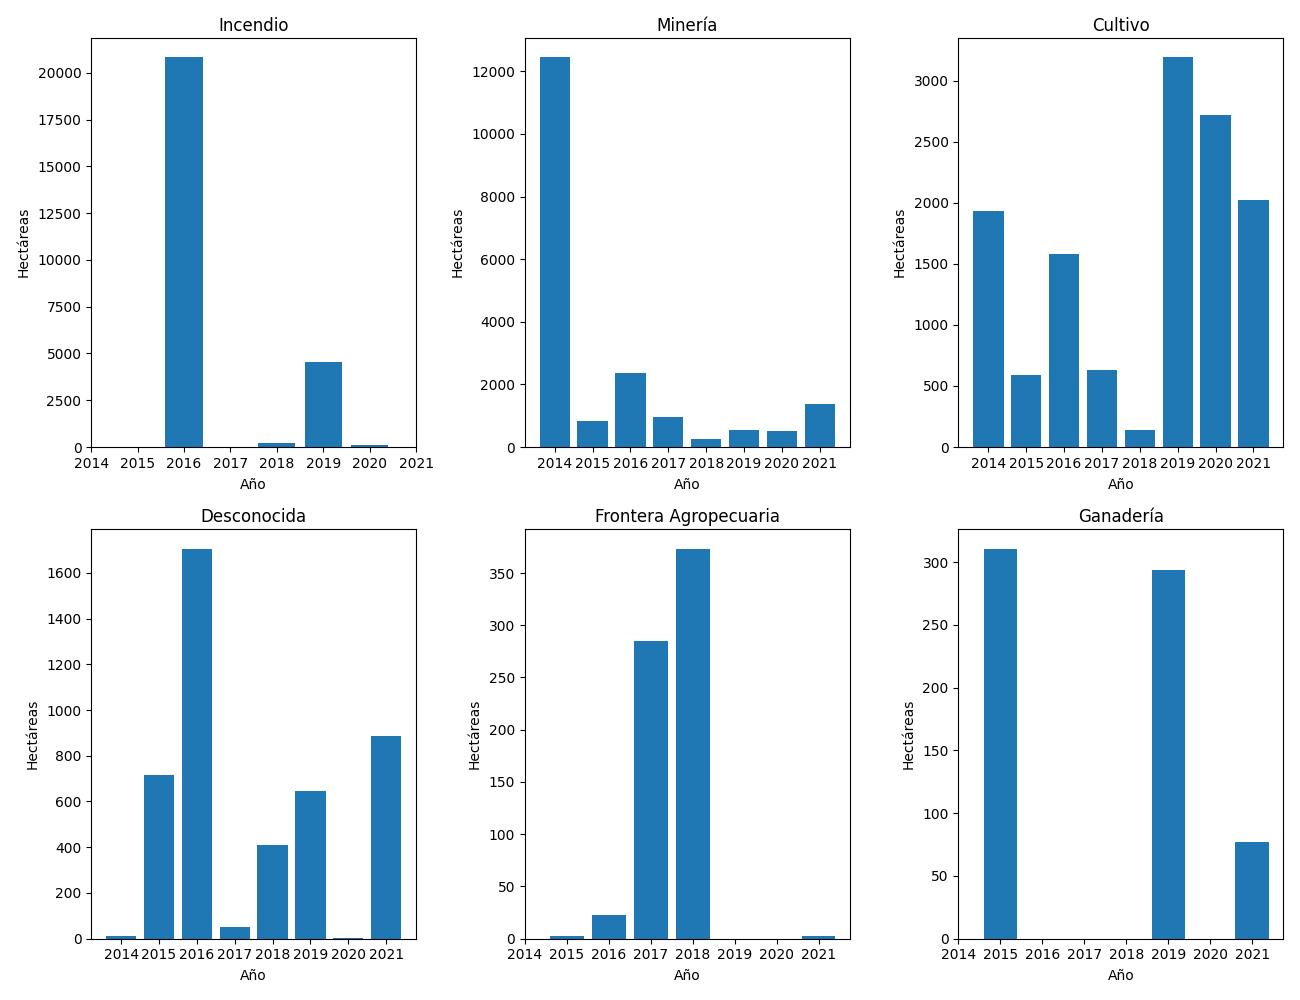 Incendio
Hectáreas
20000
17500
15000
12500
10000
7500
5000
2500
0
2014 2015 2016 2017 2018 2019 2020 2021
Año
Minería
Hectáreas
12000
10000
8000
6000
4000
2000
0
2014 2015 2016 2017 2018 2019 2020 2021
Año
Cultivo
Hectáreas
3000
2500
2000
1500
1000
500
0
2014 2015 2016 2017 2018 2019 2020 2021
Año
Desconocida
Hectáreas
1600
1400
1200
1000
800
600
400
200
0
2014 2015 2016 2017 2018 2019 2020 2021
Año
Frontera Agropecuaria
Hectáreas
350
300
250
200
150
100
50
0
2014 2015 2016 2017 2018 2019 2020 2021
Año
Ganadería
Hectáreas
300
250
200
150
100
50
0
2014 2015 2016 2017 2018 2019 2020 2021
Año